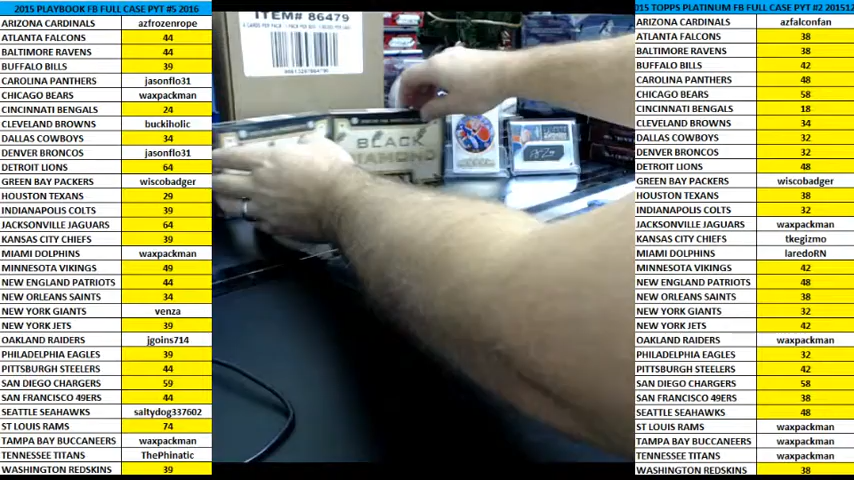 2015 PLAYBOOK FB FULL CASE PYT #5 2016
ARIZONA CARDINALS azfrozenrope
ATLANTA FALCONS 44
BALTIMORE RAVENS 44
BUFFALO BILLS 39
CAROLINA PANTHERS jasonflo31
CHICAGO BEARS waxpackman
CINCINNATI BENGALS 24
CLEVELAND BROWNS buckiholic
DALLAS COWBOYS 34
DENVER BRONCOS jasonflo31
DETROIT LIONS 64
GREEN BAY PACKERS wiscobadger
HOUSTON TEXANS 29
INDIANAPOLIS COLTS 39
JACKSONVILLE JAGUARS 64
KANSAS CITY CHIEFS 39
MIAMI DOLPHINS waxpackman
MINNESOTA VIKINGS 49
NEW ENGLAND PATRIOTS 44
NEW ORLEANS SAINTS 34
NEW YORK GIANTS venza
NEW YORK JETS 39
OAKLAND RAIDERS jgoins714
PHILADELPHIA EAGLES 39
PITTSBURGH STEELERS 44
SAN DIEGO CHARGERS 59
SAN FRANCISCO 49ERS 44
SEATTLE SEAHAWKS saltydog337602
ST LOUIS RAMS 74
TAMPA BAY BUCCANEERS waxpackman
TENNESSEE TITANS ThePhinatic
WASHINGTON REDSKINS 39
ITEM# 86479
BLACK
DIAMOND
015 TOPPS PLATINUM FB FULL CASE PYT #2 201512
ARIZONA CARDINALS azfalconfan
ATLANTA FALCONS 38
BALTIMORE RAVENS 38
BUFFALO BILLS 42
CAROLINA PANTHERS 48
CHICAGO BEARS 58
CINCINNATI BENGALS 18
CLEVELAND BROWNS 34
DALLAS COWBOYS 32
DENVER BRONCOS 32
DETROIT LIONS 48
GREEN BAY PACKERS wiscobadger
HOUSTON TEXANS 38
INDIANAPOLIS COLTS 32
JACKSONVILLE JAGUARS waxpackman
KANSAS CITY CHIEFS tkegizmo
MIAMI DOLPHINS laredoRN
MINNESOTA VIKINGS 42
NEW ENGLAND PATRIOTS 48
NEW ORLEANS SAINTS 38
NEW YORK GIANTS 32
NEW YORK JETS 42
OAKLAND RAIDERS waxpackman
PHILADELPHIA EAGLES 32
PITTSBURGH STEELERS 42
SAN DIEGO CHARGERS 58
SAN FRANCISCO 49ERS 38
SEATTLE SEAHAWKS 48
ST LOUIS RAMS waxpackman
TAMPA BAY BUCCANEERS waxpackman
TENNESSEE TITANS waxpackman
WASHINGTON REDSKINS 38